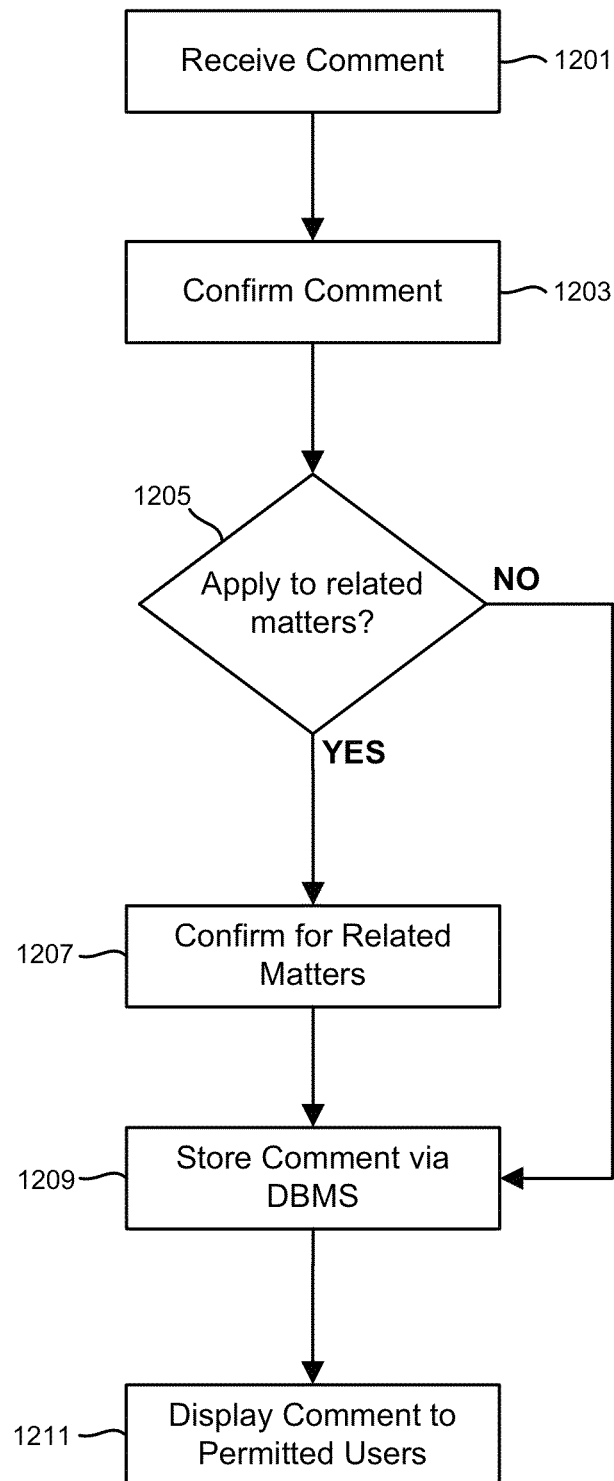 Receive Comment
1201
Confirm Comment
1203
1205
Apply to related
matters?
NO
YES
1207
Confirm for Related
Matters
1209
Store Comment via
DBMS
1211
Display Comment to
Permitted Users